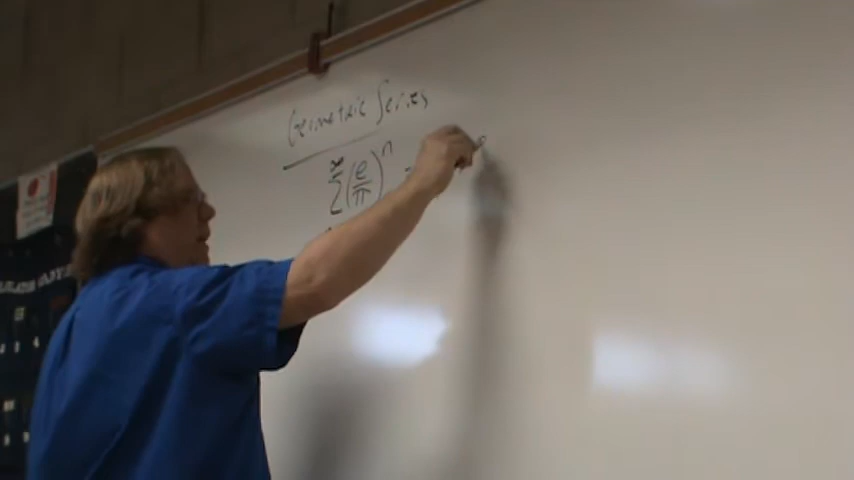 Geometric Series
∞
Σ (e/π)^n =